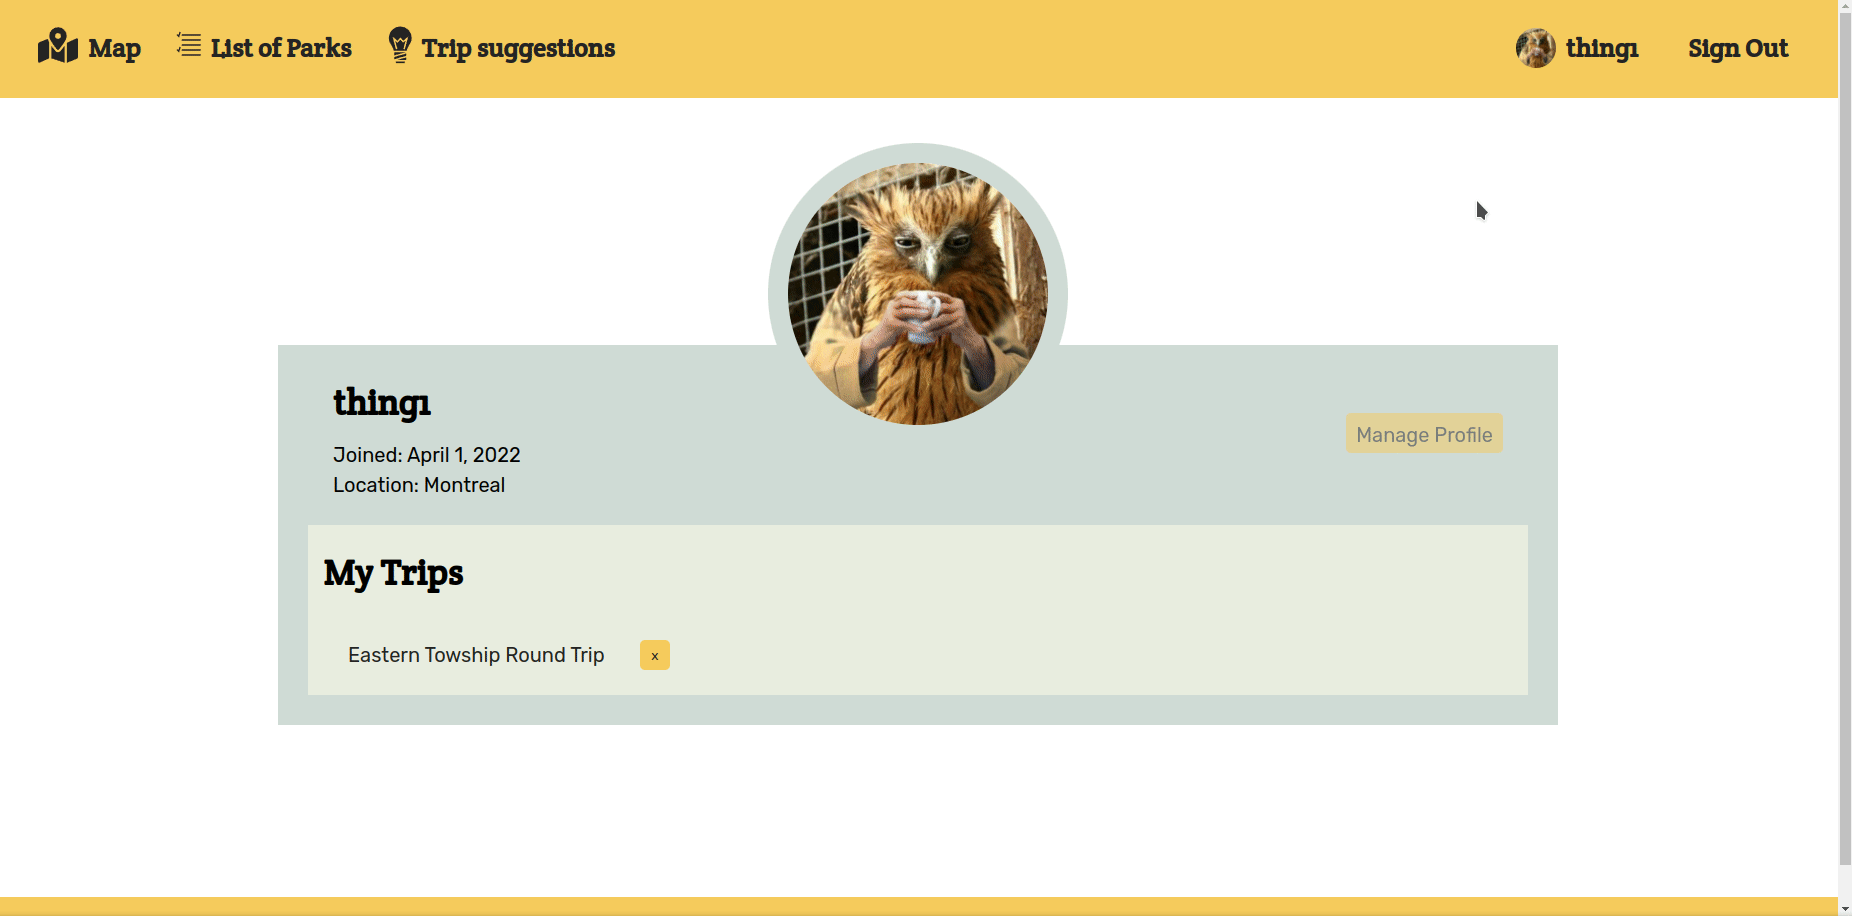 Map
List of Parks
Trip suggestions
thing1
Sign Out
thing1
Joined: April 1, 2022
Location: Montreal
Manage Profile
My Trips
Eastern Towship Round Trip
x